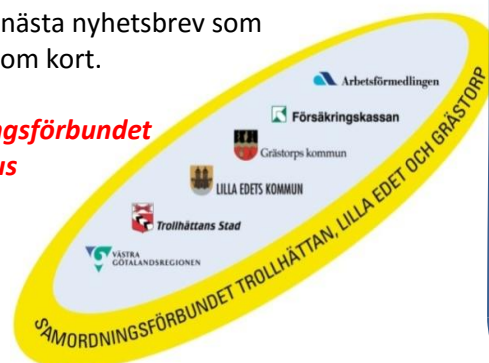 nästa nyhetsbrev som
om kort.
ngsförbundet
us
Arbetsförmedlingen
Försäkringskassan
Grästorps kommun
LILLA EDETS KOMMUN
Trollhättans Stad
VÄSTRA
GÖTALANDSREGIONEN
SAMORDNINGSFÖRBUNDET TROLLHÄTTAN, LILLA EDET OCH GRÄSTORP